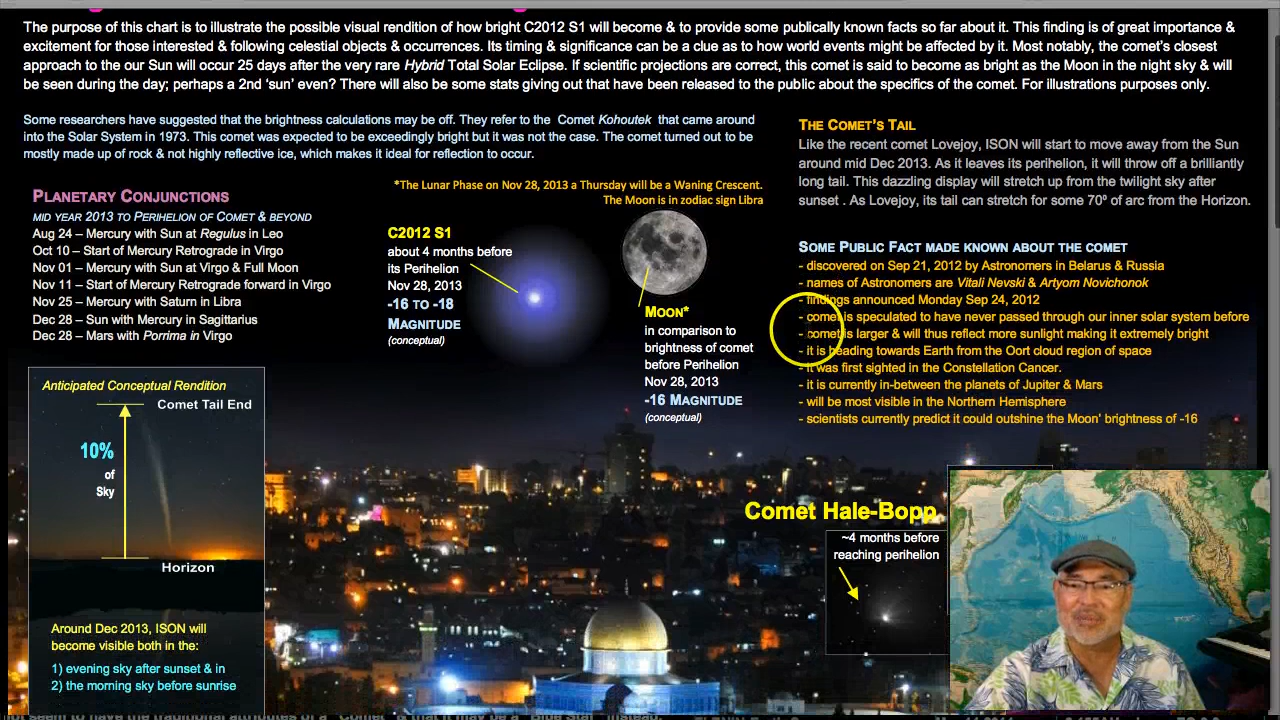 The purpose of this chart is to illustrate the possible visual rendition of how bright C2012 S1 will become & to provide some publically known facts so far about it. This finding is of great importance &
excitement for those interested & following celestial objects & occurrences. Its timing & significance can be a clue as to how world events might be affected by it. Most notably, the comet's closest
approach to the our Sun will occur 25 days after the very rare Hybrid Total Solar Eclipse. If scientific projections are correct, this comet is said to become as bright as the Moon in the night sky & will
be seen during the day; perhaps a 2nd 'sun' even? There will also be some stats giving out that have been released to the public about the specifics of the comet. For illustrations purposes only.
Some researchers have suggested that the brightness calculations may be off. They refer to the Comet Kohoutek that came around
into the Solar System in 1973. This comet was expected to be exceedingly bright but it was not the case. The comet turned out to be
mostly made up of rock & not highly reflective ice, which makes it ideal for reflection to occur.
PLANETARY CONJUNCTIONS
MID YEAR 2013 TO PERIHELION OF COMET & BEYOND
Aug 24 – Mercury with Sun at Regulus in Leo
Oct 10 – Start of Mercury Retrograde in Virgo
Nov 01 – Mercury with Sun at Virgo & Full Moon
Nov 11 – Start of Mercury Retrograde forward in Virgo
Nov 25 – Mercury with Saturn in Libra
Dec 28 – Sun with Mercury in Sagittarius
Dec 28 – Mars with Porrima in Virgo
*The Lunar Phase on Nov 28, 2013 a Thursday will be a Waning Crescent.
The Moon is in zodiac sign Libra
C2012 S1
about 4 months before
its Perihelion
Nov 28, 2013
-16 TO -18
MAGNITUDE
(conceptual)
MOON*
in comparison to
brightness of comet
before Perihelion
Nov 28, 2013
-16 MAGNITUDE
(conceptual)
THE COMET'S TAIL
Like the recent comet Lovejoy, ISON will start to move away from the Sun
around mid Dec 2013. As it leaves its perihelion, it will throw off a brilliantly
long tail. This dazzling display will stretch up from the twilight sky after
sunset . As Lovejoy, its tail can stretch for some 70º of arc from the Horizon.
SOME PUBLIC FACT MADE KNOWN ABOUT THE COMET
- discovered on Sep 21, 2012 by Astronomers in Belarus & Russia
- names of Astronomers are Vitali Nevski & Artyom Novichonok
- findings announced Monday Sep 24, 2012
- comet is speculated to have never passed through our inner solar system before
- comet is larger & will thus reflect more sunlight making it extremely bright
- it is heading towards Earth from the Oort cloud region of space
- it was first sighted in the Constellation Cancer.
- it is currently in-between the planets of Jupiter & Mars
- will be most visible in the Northern Hemisphere
- scientists currently predict it could outshine the Moon' brightness of -16
Anticipated Conceptual Rendition
Comet Tail End
10%
of
Sky
Horizon
Around Dec 2013, ISON will
become visible both in the:
1) evening sky after sunset & in
2) the morning sky before sunrise
Comet Hale-Bopp
~4 months before
reaching perihelion